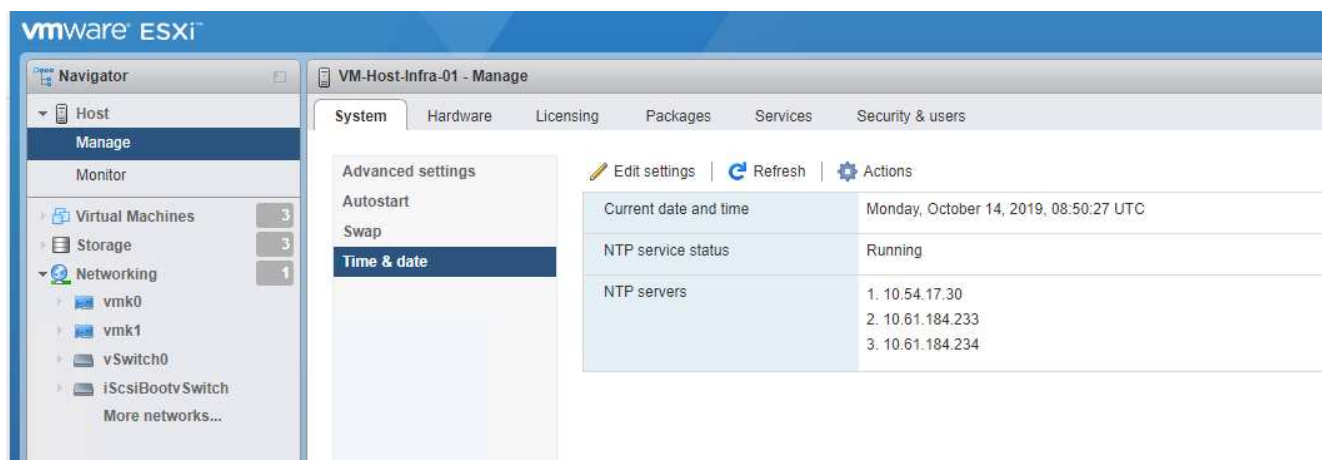 vmware ESXi™
Navigator
VM-Host-Infra-01 - Manage
Host
Manage
Monitor
Virtual Machines 3
Storage 3
Networking 1
vmk0
vmk1
vSwitch0
iScsiBootvSwitch
More networks...
System Hardware Licensing Packages Services Security & users
Advanced settings
Autostart
Swap
Time & date
Edit settings | Refresh | Actions
Current date and time Monday, October 14, 2019, 08:50:27 UTC
NTP service status Running
NTP servers 1. 10.54.17.30
2. 10.61.184.233
3. 10.61.184.234